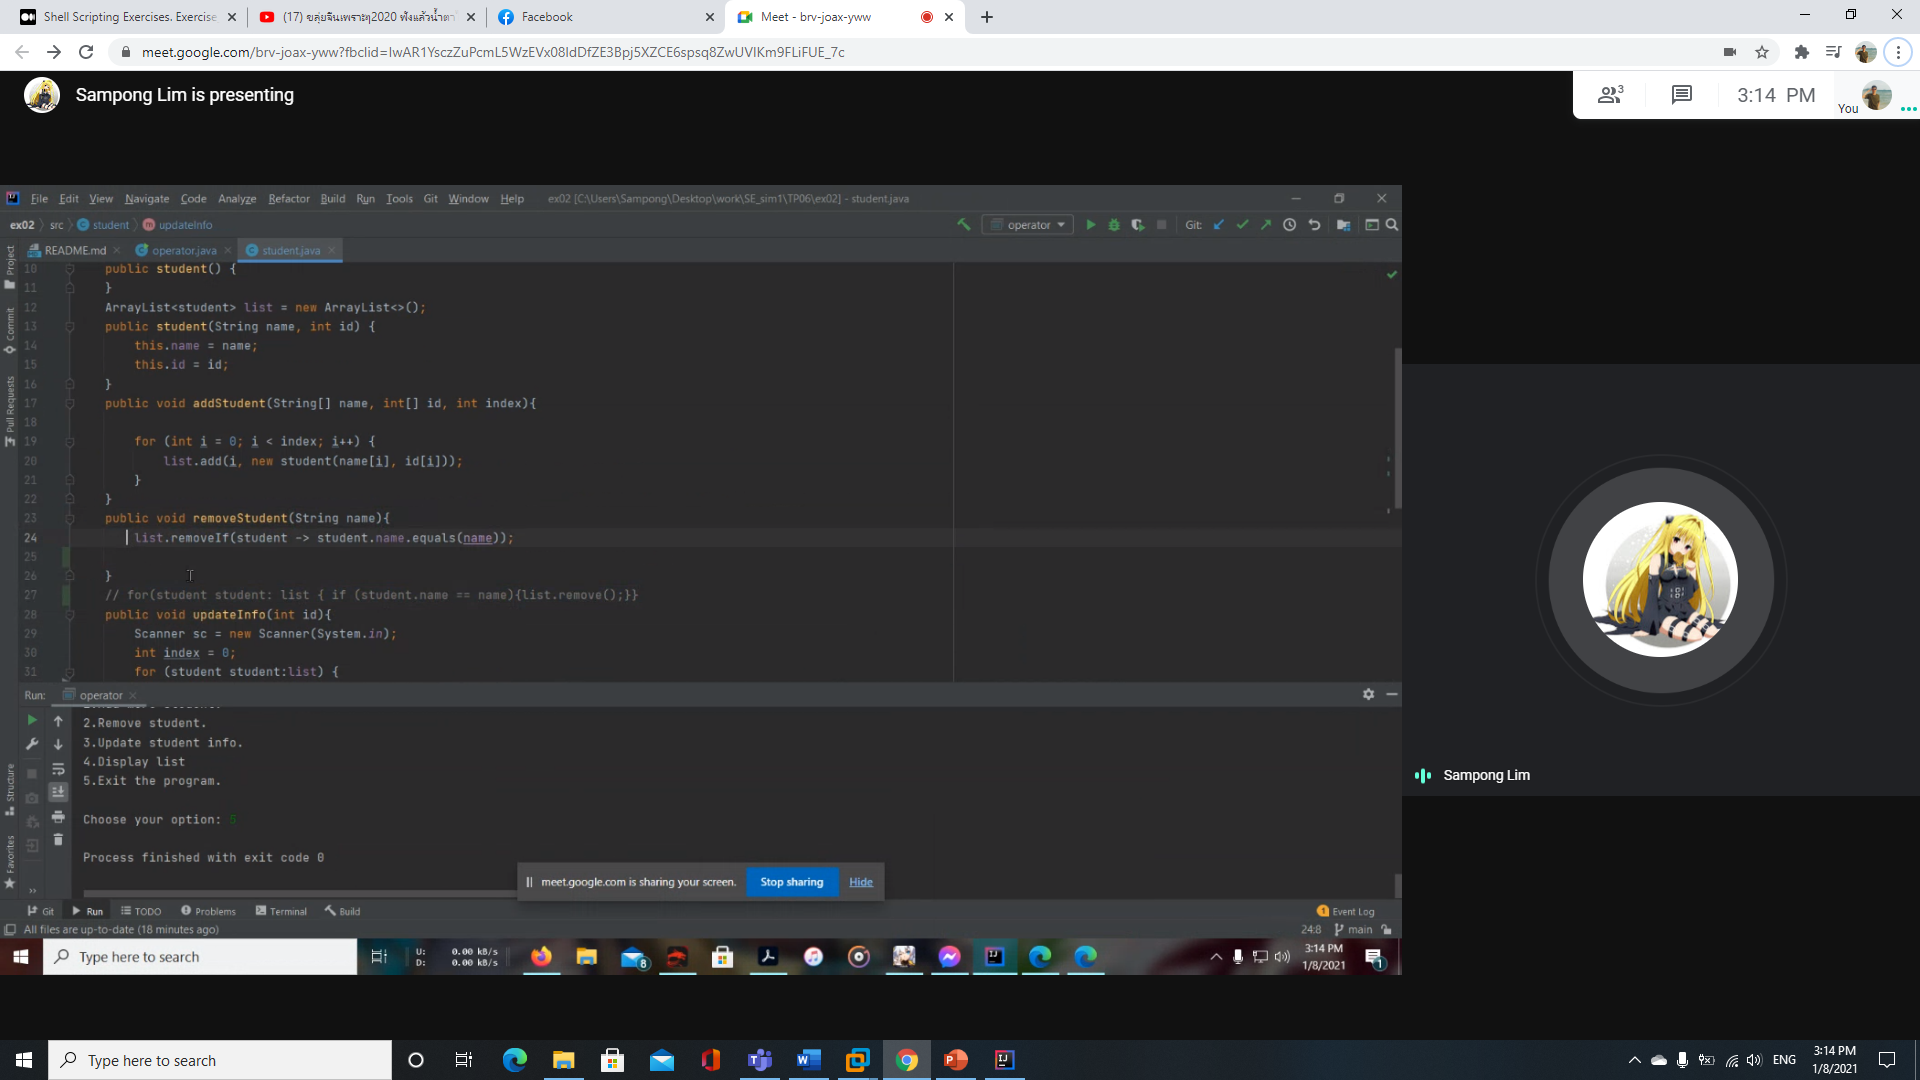 Shell Scripting Exercises. Exercise
(17) ขลุ่ยจีนเพราะๆ2020 ฟังแล้วน้ำตา
Facebook
Meet - brv-joax-yww
meet.google.com/brv-joax-yww?fbclid=IwAR1YsczZuPcmL5WzEVx08IdDfZE3Bpj5XZCE6spsq8ZwUVIKm9FLiFUE_7c
Sampong Lim is presenting
3
3:14 PM
You
File Edit View Navigate Code Analyze Refactor Build Run Tools Git Window Help ex02 [C:\Users\Sampong\Desktop\work\SE_sim1\TP06\ex02] - student.java
ex02 src student updateInfo
operator Git:
README.md operator.java student.java
Project
Commit
Pull Requests
10 public student() {
11 }
12 ArrayList<student> list = new ArrayList<>();
13 public student(String name, int id) {
14 this.name = name;
15 this.id = id;
16 }
17 public void addStudent(String[] name, int[] id, int index){
18
19 for (int i = 0; i < index; i++) {
20 list.add(i, new student(name[i], id[i]));
21 }
22 }
23 public void removeStudent(String name){
24 list.removeIf(student -> student.name.equals(name));
25
26 }
27 // for(student student: list { if (student.name == name){list.remove();}}
28 public void updateInfo(int id){
29 Scanner sc = new Scanner(System.in);
30 int index = 0;
31 for (student student:list) {
Run: operator
2.Remove student.
3.Update student info.
4.Display list
5.Exit the program.
Choose your option: 5
Process finished with exit code 0
Structure
Favorites
meet.google.com is sharing your screen. Stop sharing Hide
Git Run TODO Problems Terminal Build Event Log
All files are up-to-date (18 minutes ago) 24:8 main
Type here to search
U: 0.00 kB/s
D: 0.00 kB/s
8
3:14 PM
1/8/2021
1
Sampong Lim
Type here to search
ENG
3:14 PM
1/8/2021